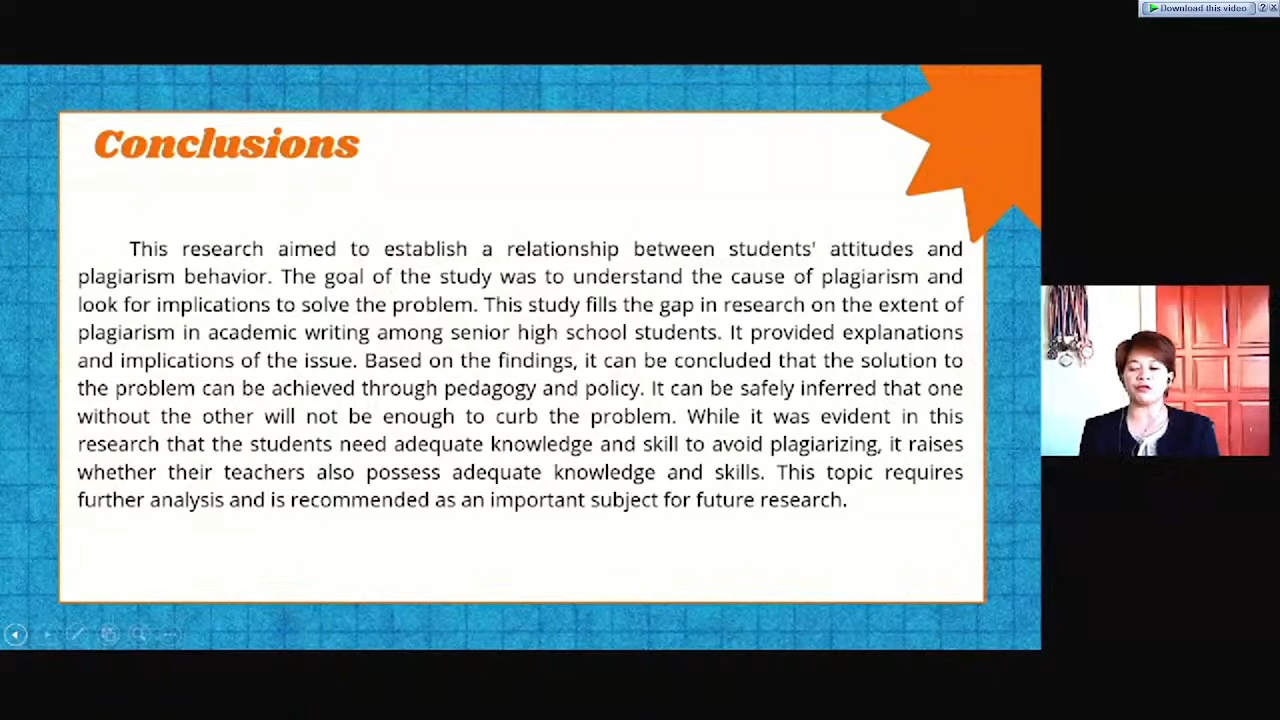 Download this video
Conclusions
This research aimed to establish a relationship between students' attitudes and
plagiarism behavior. The goal of the study was to understand the cause of plagiarism and
look for implications to solve the problem. This study fills the gap in research on the extent of
plagiarism in academic writing among senior high school students. It provided explanations
and implications of the issue. Based on the findings, it can be concluded that the solution to
the problem can be achieved through pedagogy and policy. It can be safely inferred that one
without the other will not be enough to curb the problem. While it was evident in this
research that the students need adequate knowledge and skill to avoid plagiarizing, it raises
whether their teachers also possess adequate knowledge and skills. This topic requires
further analysis and is recommended as an important subject for future research.